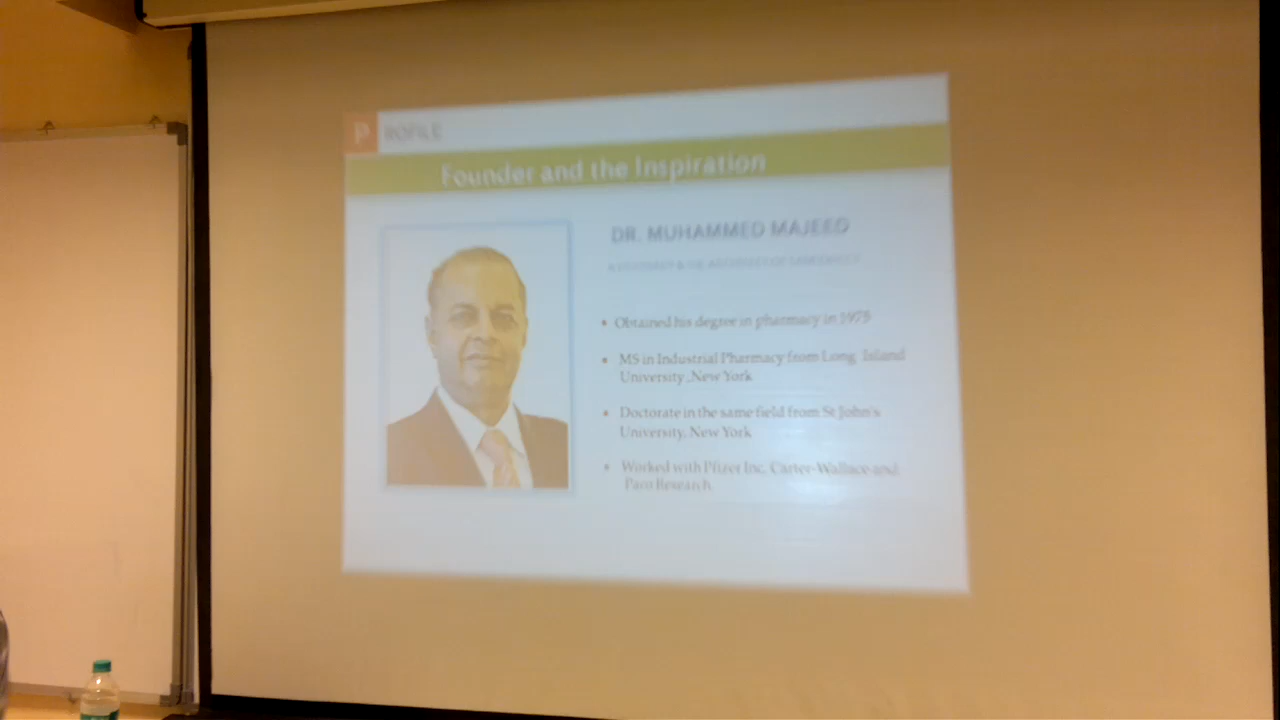 PROFILE
Founder and the Inspiration
DR. MUHAMMED MAJEED
• Obtained his degree in pharmacy in 1975
• MS in Industrial Pharmacy from Long Island
University, New York
• Doctorate in the same field from St John's
University, New York
• Worked with Pfizer Inc, Carter-Wallace and
Research